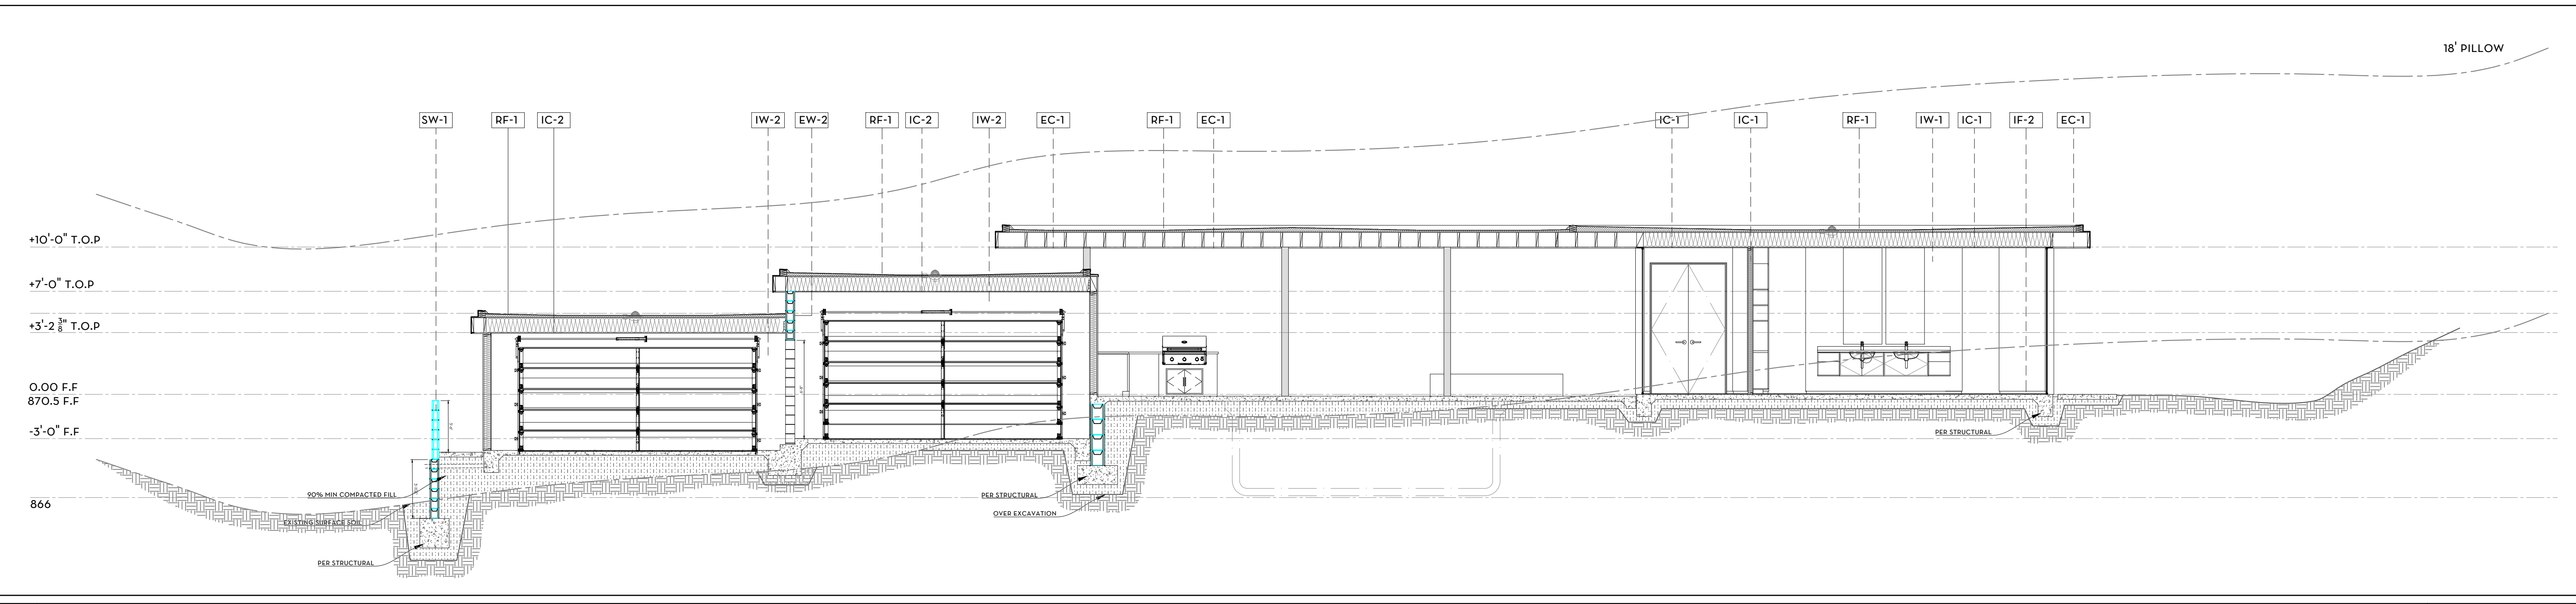 18' PILLOW
SW-1
RF-1
IC-2
IW-2
EW-2
RF-1
IC-2
IW-2
EC-1
RF-1
EC-1
IC-1
IC-1
RF-1
IW-1
IC-1
IF-2
EC-1
+10'-0" T.O.P
+7'-0" T.O.P
+3'-2 3/8" T.O.P
0.00 F.F
870.5 F.F
-3'-0" F.F
PER STRUCTURAL
90% MIN COMPACTED FILL
PER STRUCTURAL
866
OVER EXCAVATION
EXISTING SURFACE SOIL
PER STRUCTURAL